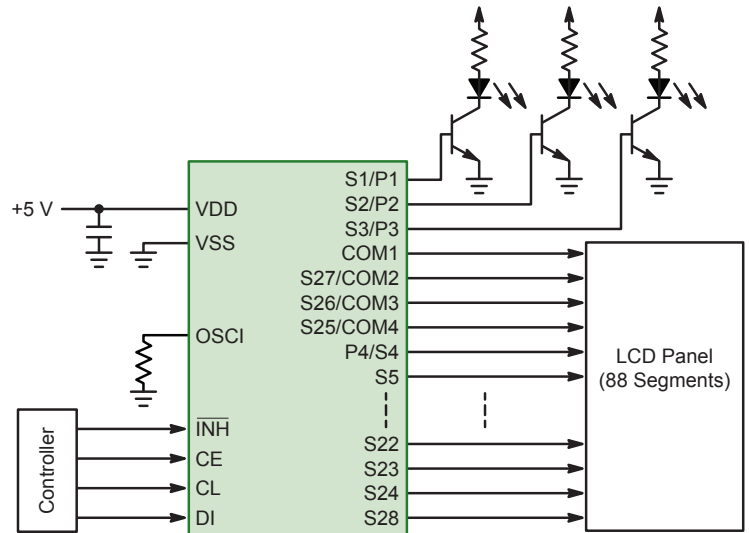 S1/P1
S2/P2
S3/P3
COM1
S27/COM2
S26/COM3
S25/COM4
P4/S4
S5
S22
S23
S24
S28
+5 V
VDD
VSS
OSCI
INH
CE
CL
DI
Controller
LCD Panel
(88 Segments)